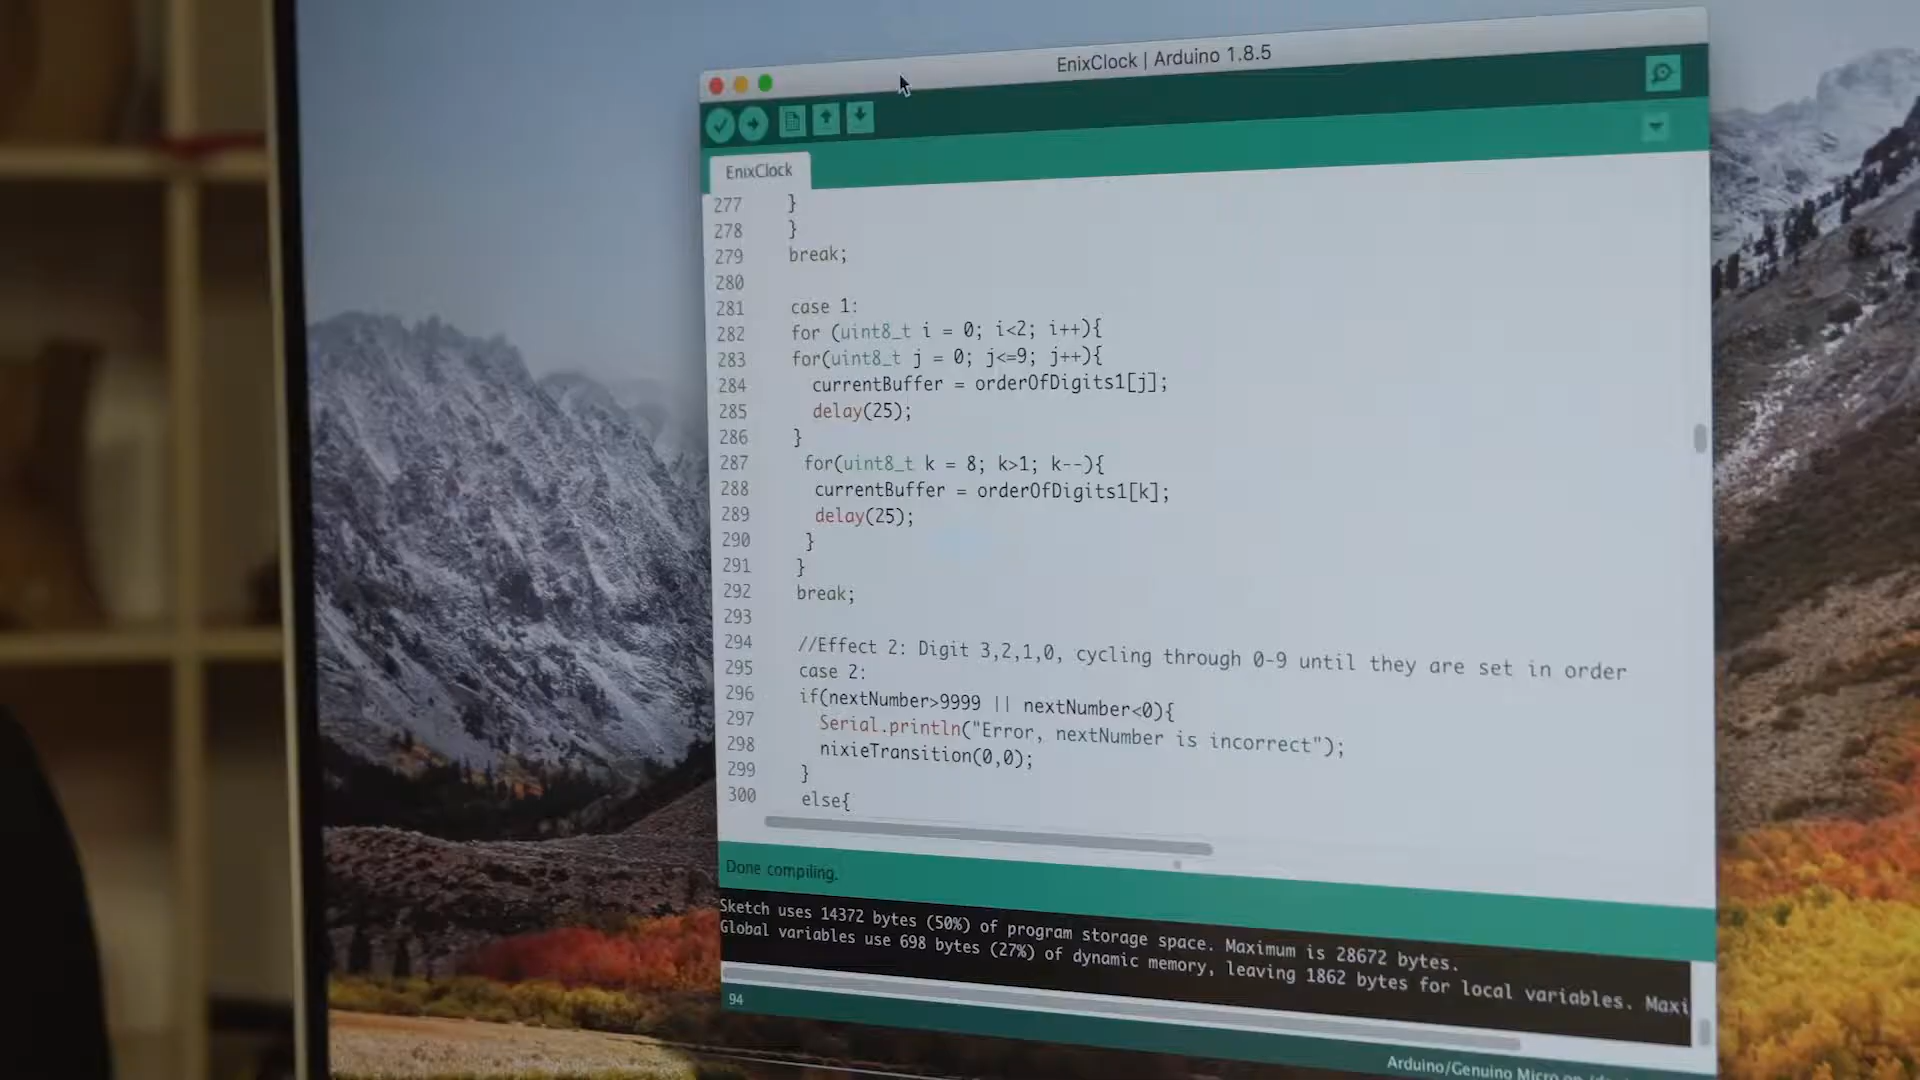 EnixClock | Arduino 1.8.5
EnixClock
277 }
278 }
279 break;
280
281 case 1:
282 for (uint8_t i = 0; i<2; i++){
283 for(uint8_t j = 0; j<=9; j++){
284 currentBuffer = orderOfDigits1[j];
285 delay(25);
286 }
287 for(uint8_t k = 8; k>1; k--){
288 currentBuffer = orderOfDigits1[k];
289 delay(25);
290 }
291 }
292 break;
293
294 //Effect 2: Digit 3,2,1,0, cycling through 0-9 until they are set in order
295 case 2:
296 if(nextNumber>9999 || nextNumber<0){
297 Serial.println("Error, nextNumber is incorrect");
298 nixieTransition(0,0);
299 }
300 else{
Done compiling.
Sketch uses 14372 bytes (50%) of program storage space. Maximum is 28672 bytes.
Global variables use 698 bytes (27%) of dynamic memory, leaving 1862 bytes for local variables. Maxi
94
Arduino/Genuino Micro on